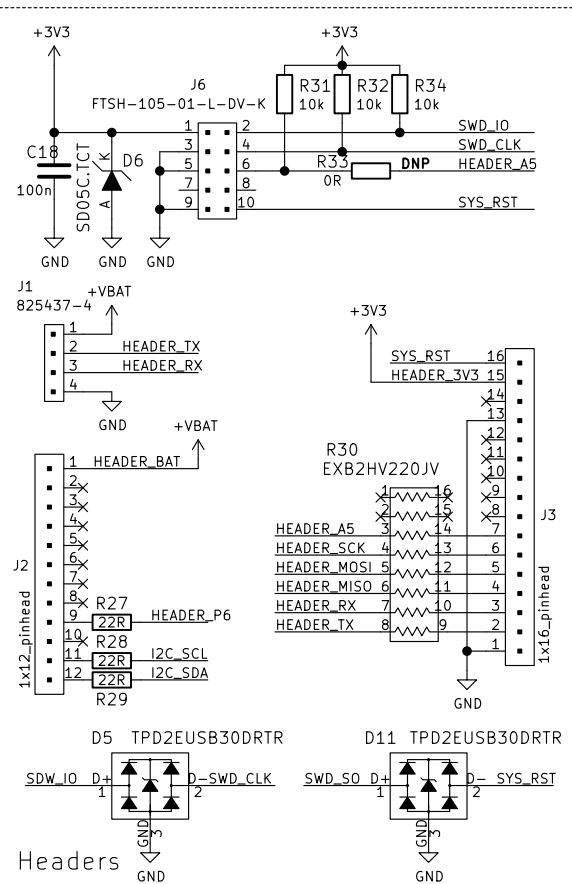 +3V3
+3V3
J6
FTSH-105-01-L-DV-K
R31 R32 R34
10k 10k 10k
1 2 SWD_IO
3 4 SWD_CLK
5 6 R33 DNP HEADER_A5
0R
7 8
9 10 SYS_RST
C18
100n
SD05C.TCT
K
A
D6
GND GND GND
J1
825437-4
+VBAT
1
2 HEADER_TX
3 HEADER_RX
4
GND
+VBAT
J2
1x12_pinhead
1 HEADER_BAT
2
3
4
5
6
7
8
9 R27 22R HEADER_P6
10
R28
11 22R I2C_SCL
12 22R I2C_SDA
R29
+3V3
SYS_RST 16
HEADER_3V3 15
14
13
12
11
10
9
8
7
6
5
4
3
2
1
J3
1x16_pinhead
GND
R30
EXB2HV220JV
1 16
2 15
HEADER_A5 3 14
HEADER_SCK 4 13
HEADER_MOSI 5 12
HEADER_MISO 6 11
HEADER_RX 7 10
HEADER_TX 8 9
D5 TPD2EUSB30DRTR
SDW_IO D+ D- SWD_CLK
1 2
GND
3
GND
D11 TPD2EUSB30DRTR
SWD_SO D+ D- SYS_RST
1 2
GND
3
GND
Headers